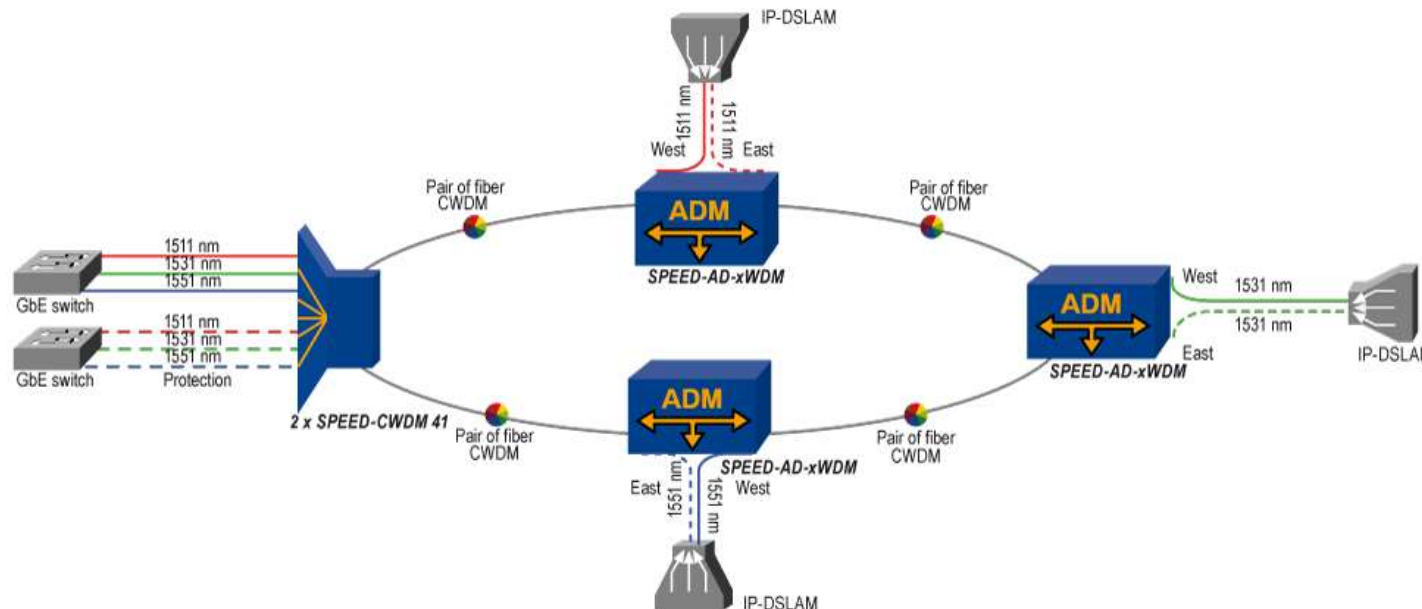 IP-DSLAM
1511 nm
1511 nm
West
East
Pair of fiber
CWDM
Pair of fiber
CWDM
ADM
SPEED-AD-xWDM
1511 nm
1531 nm
1551 nm
GbE switch
1511 nm
1531 nm
1551 nm
GbE switch
Protection
2 x SPEED-CWDM 41
West
1531 nm
ADM
1531 nm
East
IP-DSLAM
SPEED-AD-xWDM
ADM
Pair of fiber
CWDM
Pair of fiber
CWDM
SPEED-AD-xWDM
East
1551 nm
1551 nm
West
IP-DSLAM